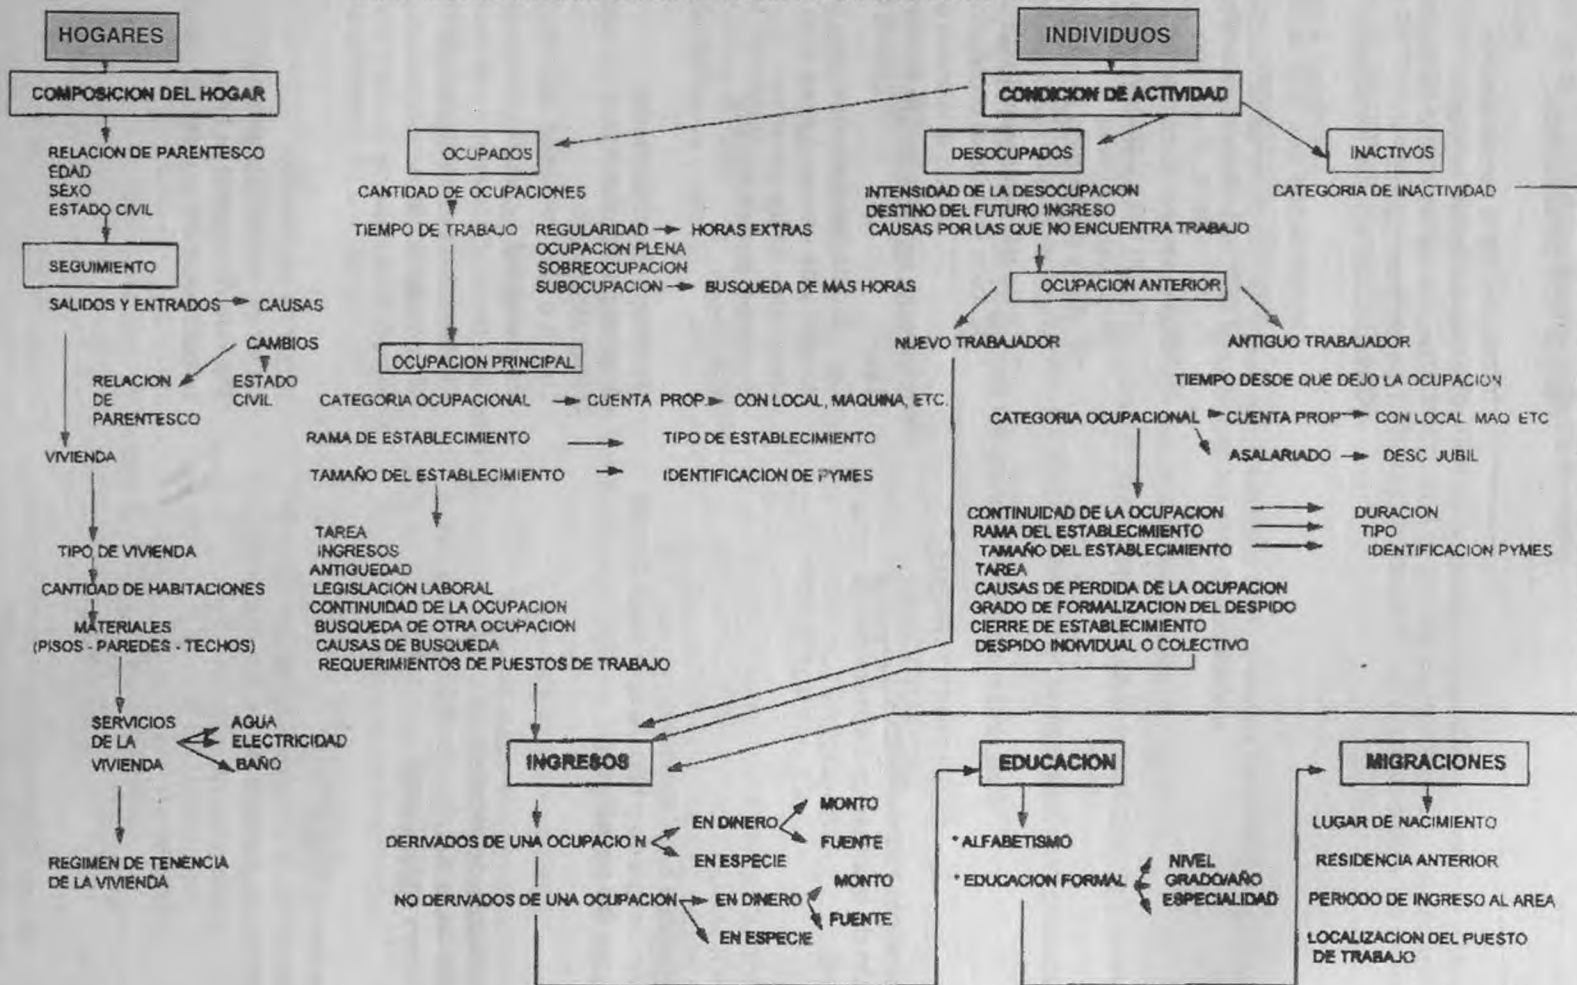 HOGARES
COMPOSICION DEL HOGAR
RELACION DE PARENTESCO
EDAD
SEXO
ESTADO CIVIL
SEGUIMIENTO
SALIDOS Y ENTRADOS
CAUSAS
CAMBIOS
RELACION
DE
PARENTESCO
ESTADO
CIVIL
VIVIENDA
TIPO DE VIVIENDA
CANTIDAD DE HABITACIONES
MATERIALES
(PISOS - PAREDES - TECHOS)
SERVICIOS
DE LA
VIVIENDA
AGUA
ELECTRICIDAD
BAÑO
REGIMEN DE TENENCIA
DE LA VIVIENDA
INDIVIDUOS
CONDICION DE ACTIVIDAD
OCUPADOS
CANTIDAD DE OCUPACIONES
TIEMPO DE TRABAJO
REGULARIDAD
HORAS EXTRAS
OCUPACION PLENA
SOBREOCUPACION
SUBOCUPACION
BUSQUEDA DE MAS HORAS
OCUPACION PRINCIPAL
CATEGORIA OCUPACIONAL
CUENTA PROP.
CON LOCAL, MAQUINA, ETC.
RAMA DE ESTABLECIMIENTO
TIPO DE ESTABLECIMIENTO
TAMAÑO DEL ESTABLECIMIENTO
IDENTIFICACION DE PYMES
TAREA
INGRESOS
ANTIGUEDAD
LEGISLACION LABORAL
CONTINUIDAD DE LA OCUPACION
BUSQUEDA DE OTRA OCUPACION
CAUSAS DE BUSQUEDA
REQUERIMIENTOS DE PUESTOS DE TRABAJO
DESOCUPADOS
INTENSIDAD DE LA DESOCUPACION
DESTINO DEL FUTURO INGRESO
CAUSAS POR LAS QUE NO ENCUENTRA TRABAJO
OCUPACION ANTERIOR
NUEVO TRABAJADOR
ANTIGUO TRABAJADOR
TIEMPO DESDE QUE DEJO LA OCUPACION
CATEGORIA OCUPACIONAL
CUENTA PROP
CON LOCAL MAQ ETC
ASALARIADO
DESC JUBIL
CONTINUIDAD DE LA OCUPACION
DURACION
RAMA DEL ESTABLECIMIENTO
TIPO
TAMAÑO DEL ESTABLECIMIENTO
IDENTIFICACION PYMES
TAREA
CAUSAS DE PERDIDA DE LA OCUPACION
GRADO DE FORMALIZACION DEL DESPIDO
CIERRE DE ESTABLECIMIENTO
DESPIDO INDIVIDUAL O COLECTIVO
INACTIVOS
CATEGORIA DE INACTIVIDAD
INGRESOS
DERIVADOS DE UNA OCUPACIO N
EN DINERO
MONTO
FUENTE
EN ESPECIE
NO DERIVADOS DE UNA OCUPACION
EN DINERO
MONTO
FUENTE
EN ESPECIE
EDUCACION
* ALFABETISMO
* EDUCACION FORMAL
NIVEL
GRADO/AÑO
ESPECIALIDAD
MIGRACIONES
LUGAR DE NACIMIENTO
RESIDENCIA ANTERIOR
PERIODO DE INGRESO AL AREA
LOCALIZACION DEL PUESTO
DE TRABAJO